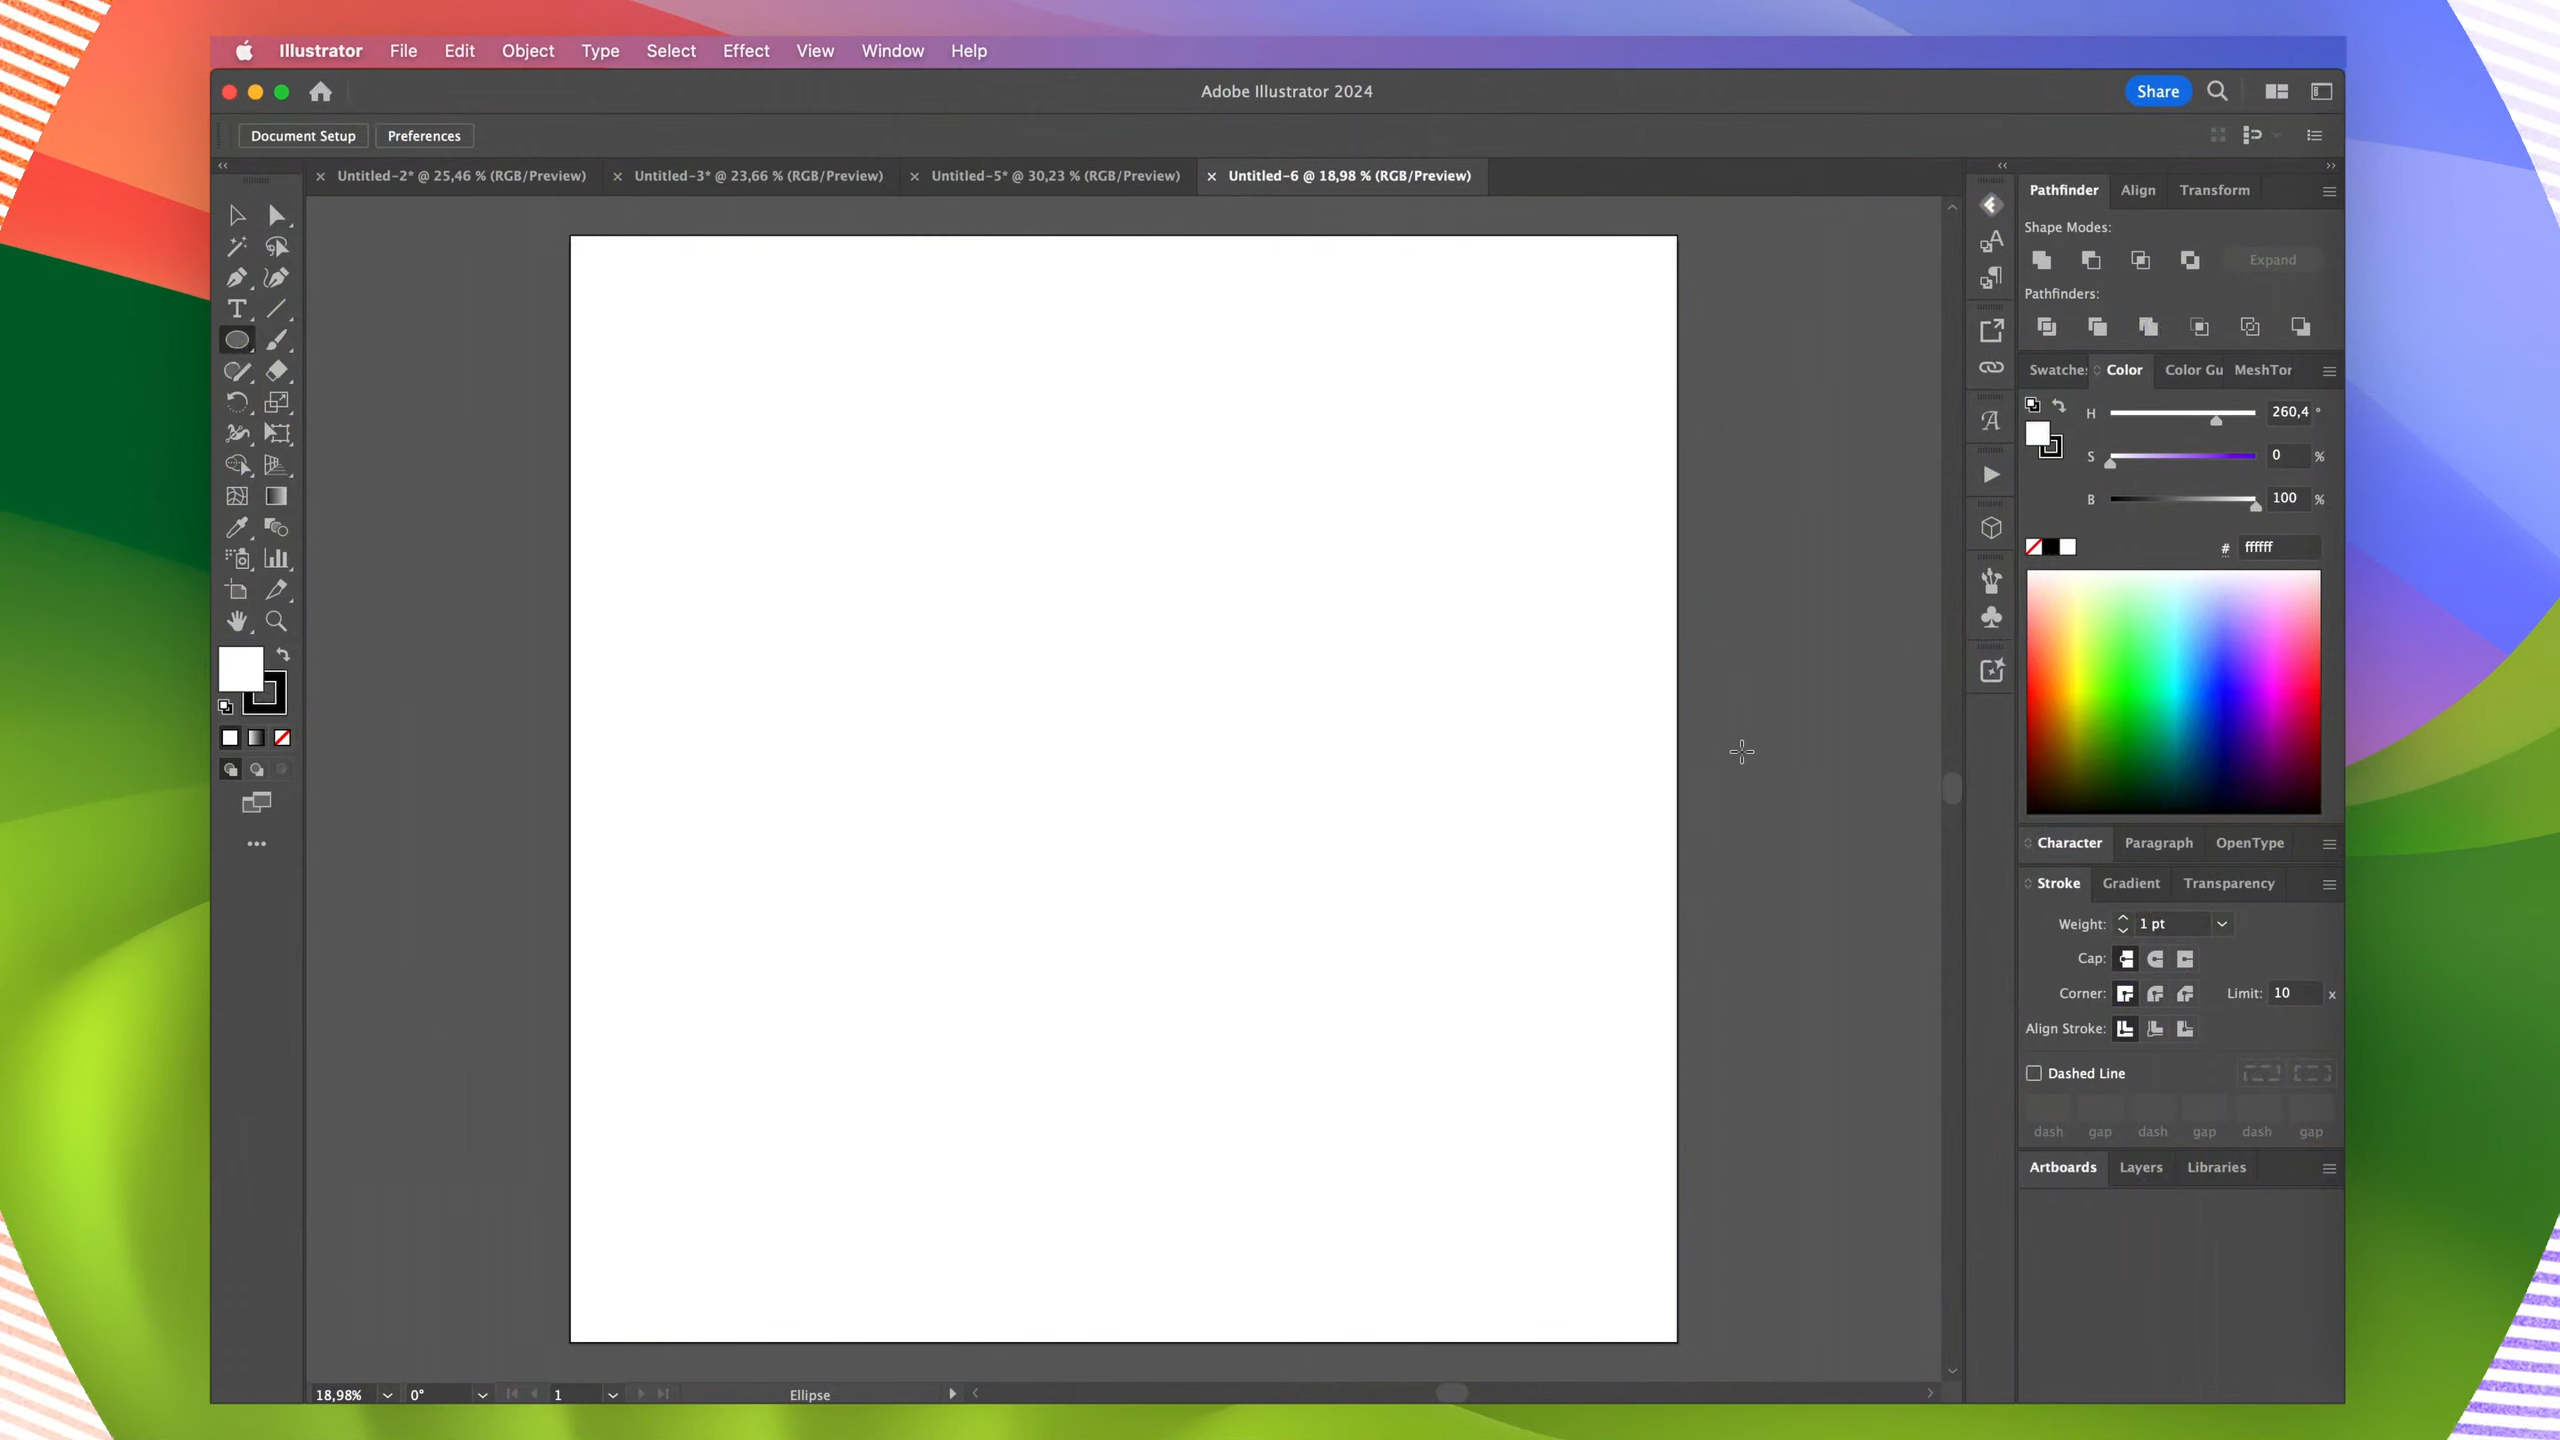 Illustrator File Edit Object Type Select Effect View Window Help
Adobe Illustrator 2024
Share
Document Setup Preferences
Untitled-2* @ 25,46 % (RGB/Preview) Untitled-3* @ 23,66 % (RGB/Preview) Untitled-5* @ 30,23 % (RGB/Preview) Untitled-6 @ 18,98 % (RGB/Preview)
Pathfinder Align Transform
Shape Modes:
Expand
Pathfinders:
Swatches Color Color Gu MeshTor
H 260,4 °
S 0 %
B 100 %
# ffffff
Character Paragraph OpenType
Stroke Gradient Transparency
Weight: 1 pt
Cap:
Corner: Limit: 10 x
Align Stroke:
Dashed Line
dash gap dash gap dash gap
Artboards Layers Libraries
18,98% 0° 1 Ellipse